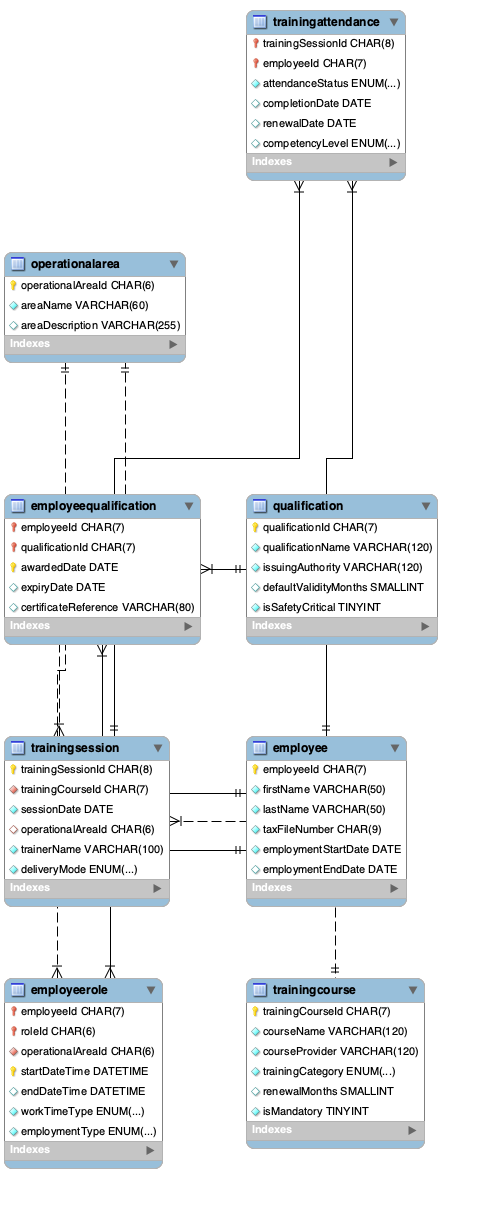 trainingattendance
trainingSessionId CHAR(8)
employeeId CHAR(7)
attendanceStatus ENUM(...)
completionDate DATE
renewalDate DATE
competencyLevel ENUM(...)
Indexes
operationalarea
operationalAreaId CHAR(6)
areaName VARCHAR(60)
areaDescription VARCHAR(255)
Indexes
employeequalification
employeeId CHAR(7)
qualificationId CHAR(7)
awardedDate DATE
expiryDate DATE
certificateReference VARCHAR(80)
Indexes
qualification
qualificationId CHAR(7)
qualificationName VARCHAR(120)
issuingAuthority VARCHAR(120)
defaultValidityMonths SMALLINT
isSafetyCritical TINYINT
Indexes
trainingsession
trainingSessionId CHAR(8)
trainingCourseId CHAR(7)
sessionDate DATE
operationalAreaId CHAR(6)
trainerName VARCHAR(100)
deliveryMode ENUM(...)
Indexes
employee
employeeId CHAR(7)
firstName VARCHAR(50)
lastName VARCHAR(50)
taxFileNumber CHAR(9)
employmentStartDate DATE
employmentEndDate DATE
Indexes
employeerole
employeeId CHAR(7)
roleId CHAR(6)
operationalAreaId CHAR(6)
startDateTime DATETIME
endDateTime DATETIME
workTimeType ENUM(...)
employmentType ENUM(...)
Indexes
trainingcourse
trainingCourseId CHAR(7)
courseName VARCHAR(120)
courseProvider VARCHAR(120)
trainingCategory ENUM(...)
renewalMonths SMALLINT
isMandatory TINYINT
Indexes